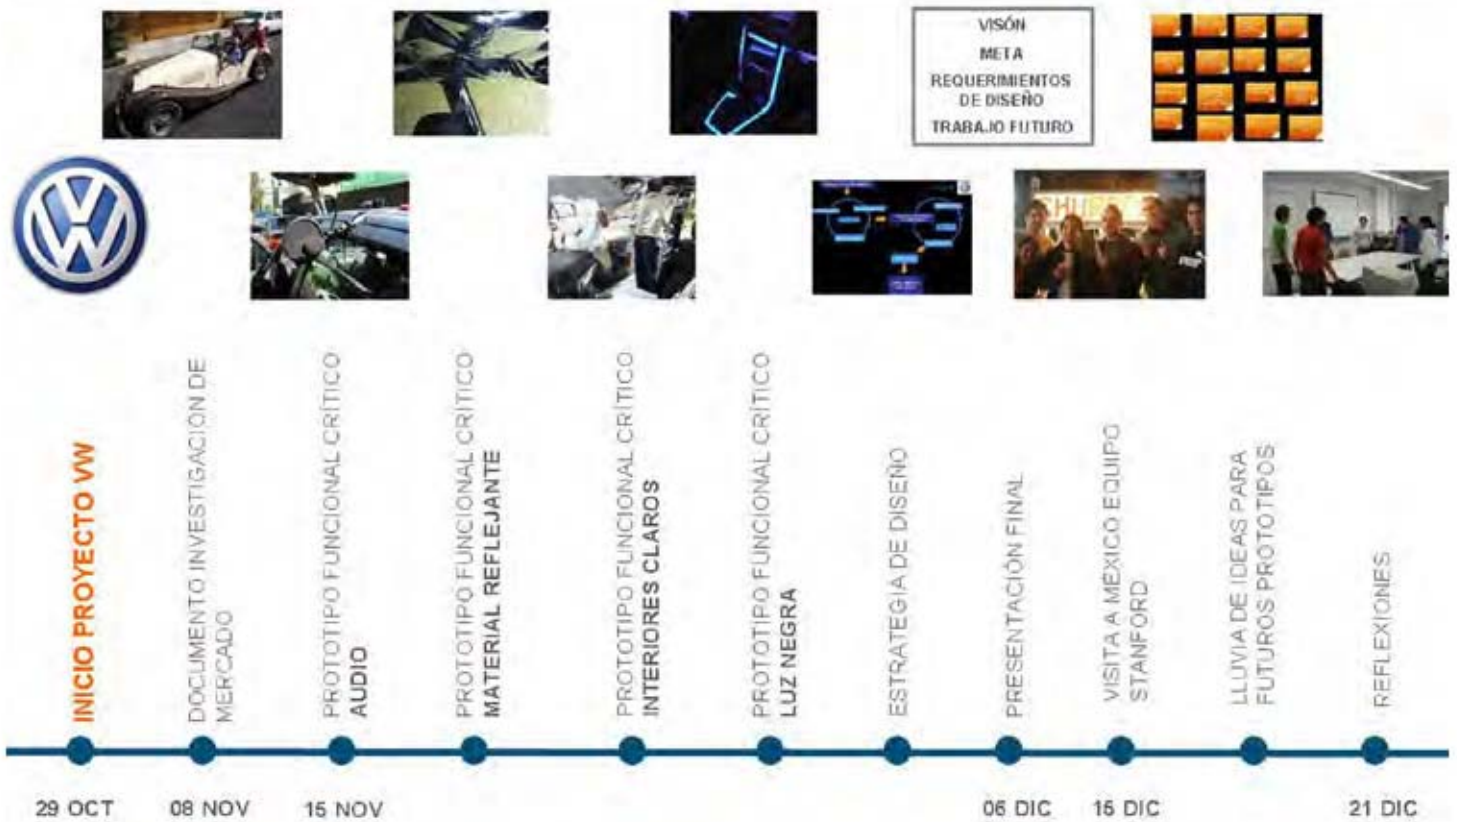 VISÓN
META
REQUERIMIENTOS
DE DISEÑO
TRABAJO FUTURO
INICIO PROYECTO VW
DOCUMENTO INVESTIGACIÓN DE
MERCADO
PROTOTIPO FUNCIONAL CRÍTICO
AUDIO
PROTOTIPO FUNCIONAL CRÍTICO
MATERIAL REFLEJANTE
PROTOTIPO FUNCIONAL CRÍTICO
INTERIORES CLAROS
PROTOTIPO FUNCIONAL CRÍTICO
LUZ NEGRA
ESTRATEGIA DE DISEÑO
PRESENTACIÓN FINAL
VISITA A MÉXICO EQUIPO
STANFORD
LLUVIA DE IDEAS PARA
FUTUROS PROTOTIPOS
REFLEXIONES
29 OCT
08 NOV
15 NOV
06 DIC
15 DIC
21 DIC